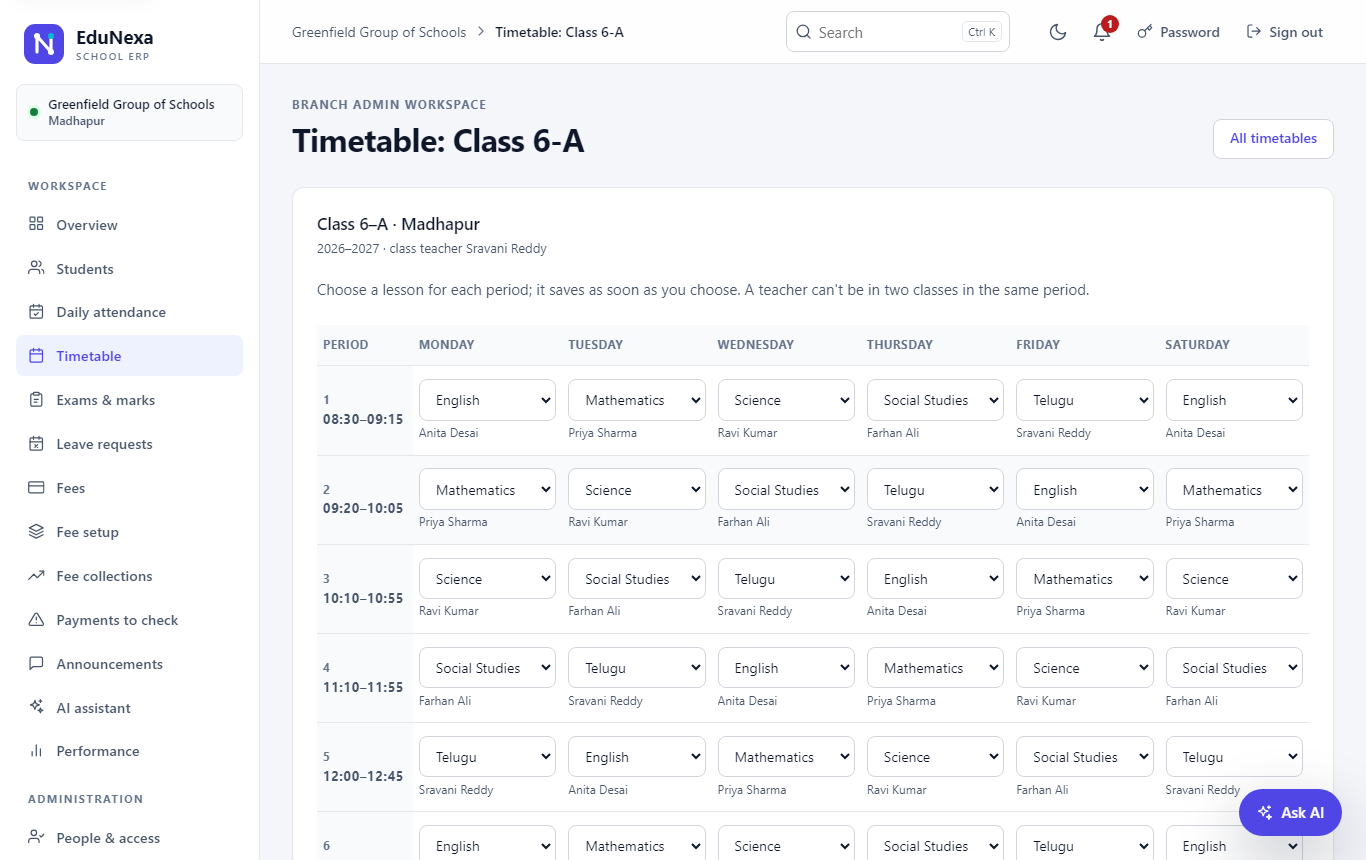 EduNexa
SCHOOL ERP
Greenfield Group of Schools
Madhapur
WORKSPACE
Overview
Students
Daily attendance
Timetable
Exams & marks
Leave requests
Fees
Fee setup
Fee collections
Payments to check
Announcements
AI assistant
Performance
ADMINISTRATION
People & access
Greenfield Group of Schools > Timetable: Class 6-A
Search Ctrl K
1
Password
Sign out
BRANCH ADMIN WORKSPACE
Timetable: Class 6-A
All timetables
Class 6–A · Madhapur
2026–2027 · class teacher Sravani Reddy
Choose a lesson for each period; it saves as soon as you choose. A teacher can't be in two classes in the same period.
PERIOD MONDAY TUESDAY WEDNESDAY THURSDAY FRIDAY SATURDAY
1 English Mathematics Science Social Studies Telugu English
08:30–09:15 Anita Desai Priya Sharma Ravi Kumar Farhan Ali Sravani Reddy Anita Desai
2 Mathematics Science Social Studies Telugu English Mathematics
09:20–10:05 Priya Sharma Ravi Kumar Farhan Ali Sravani Reddy Anita Desai Priya Sharma
3 Science Social Studies Telugu English Mathematics Science
10:10–10:55 Ravi Kumar Farhan Ali Sravani Reddy Anita Desai Priya Sharma Ravi Kumar
4 Social Studies Telugu English Mathematics Science Social Studies
11:10–11:55 Farhan Ali Sravani Reddy Anita Desai Priya Sharma Ravi Kumar Farhan Ali
5 Telugu English Mathematics Science Social Studies Telugu
12:00–12:45 Sravani Reddy Anita Desai Priya Sharma Ravi Kumar Farhan Ali Sravani Reddy
6 English Mathematics Science Social Studies Telugu English
Ask AI